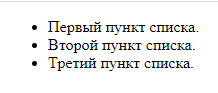 • Первый пункт списка.
• Второй пункт списка.
• Третий пункт списка.